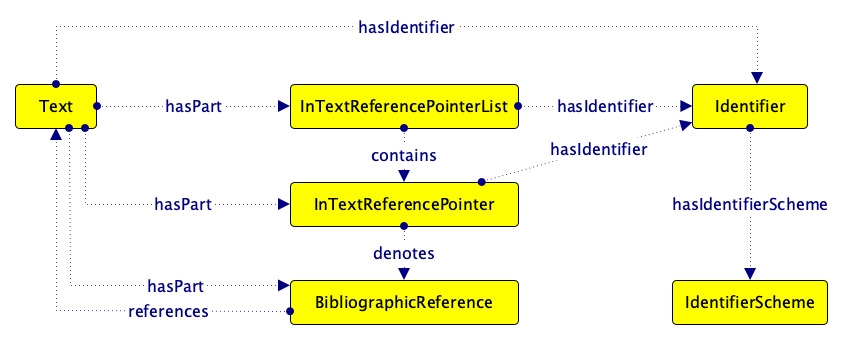 hasIdentifier
Text
hasPart
InTextReferencePointerList
hasIdentifier
Identifier
contains
hasIdentifier
hasPart
InTextReferencePointer
hasIdentifierScheme
denotes
hasPart
references
BibliographicReference
IdentifierScheme